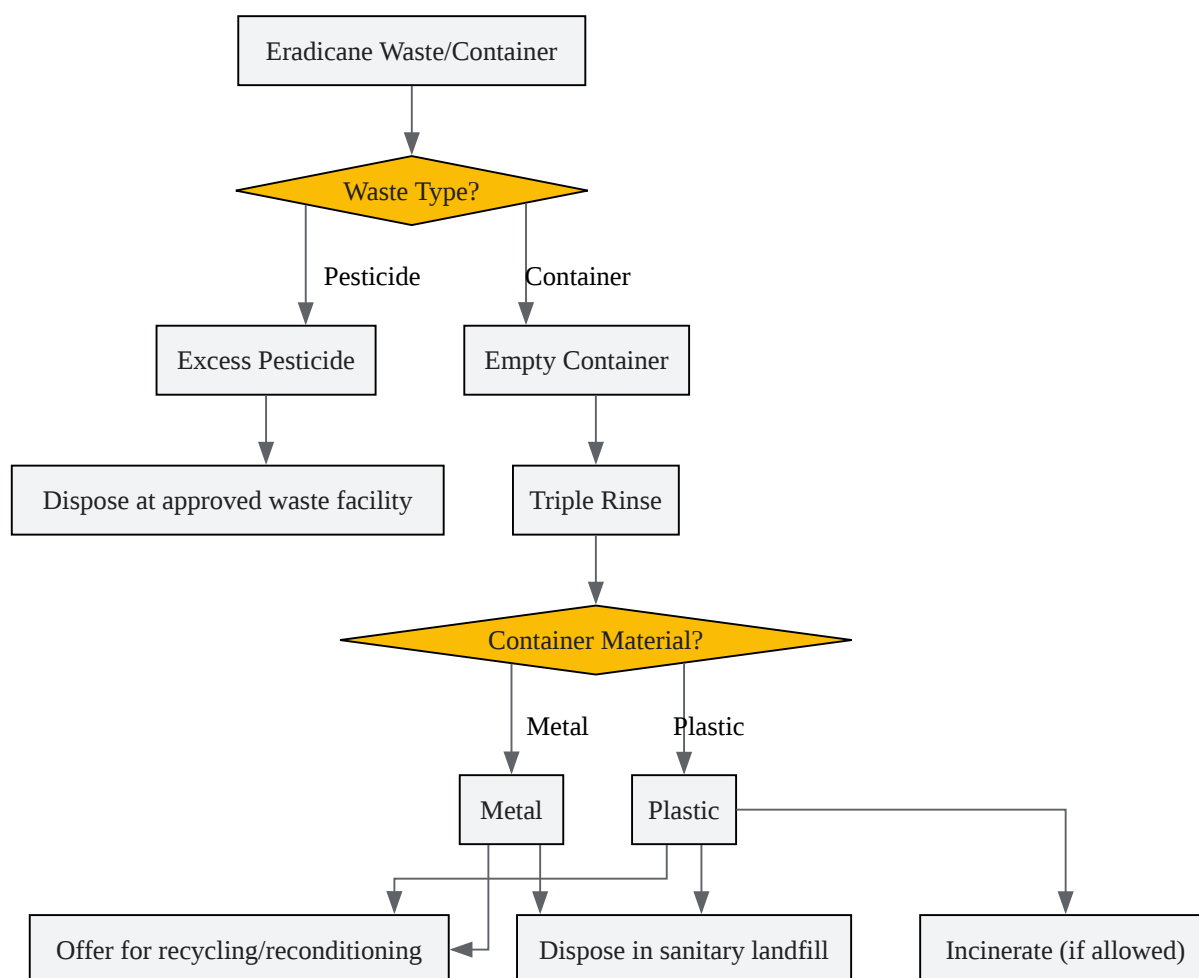 Eradicane Waste/Container
Waste Type?
Pesticide
Container
Excess Pesticide
Empty Container
Dispose at approved waste facility
Triple Rinse
Container Material?
Metal
Plastic
Metal
Plastic
Offer for recycling/reconditioning
Dispose in sanitary landfill
Incinerate (if allowed)